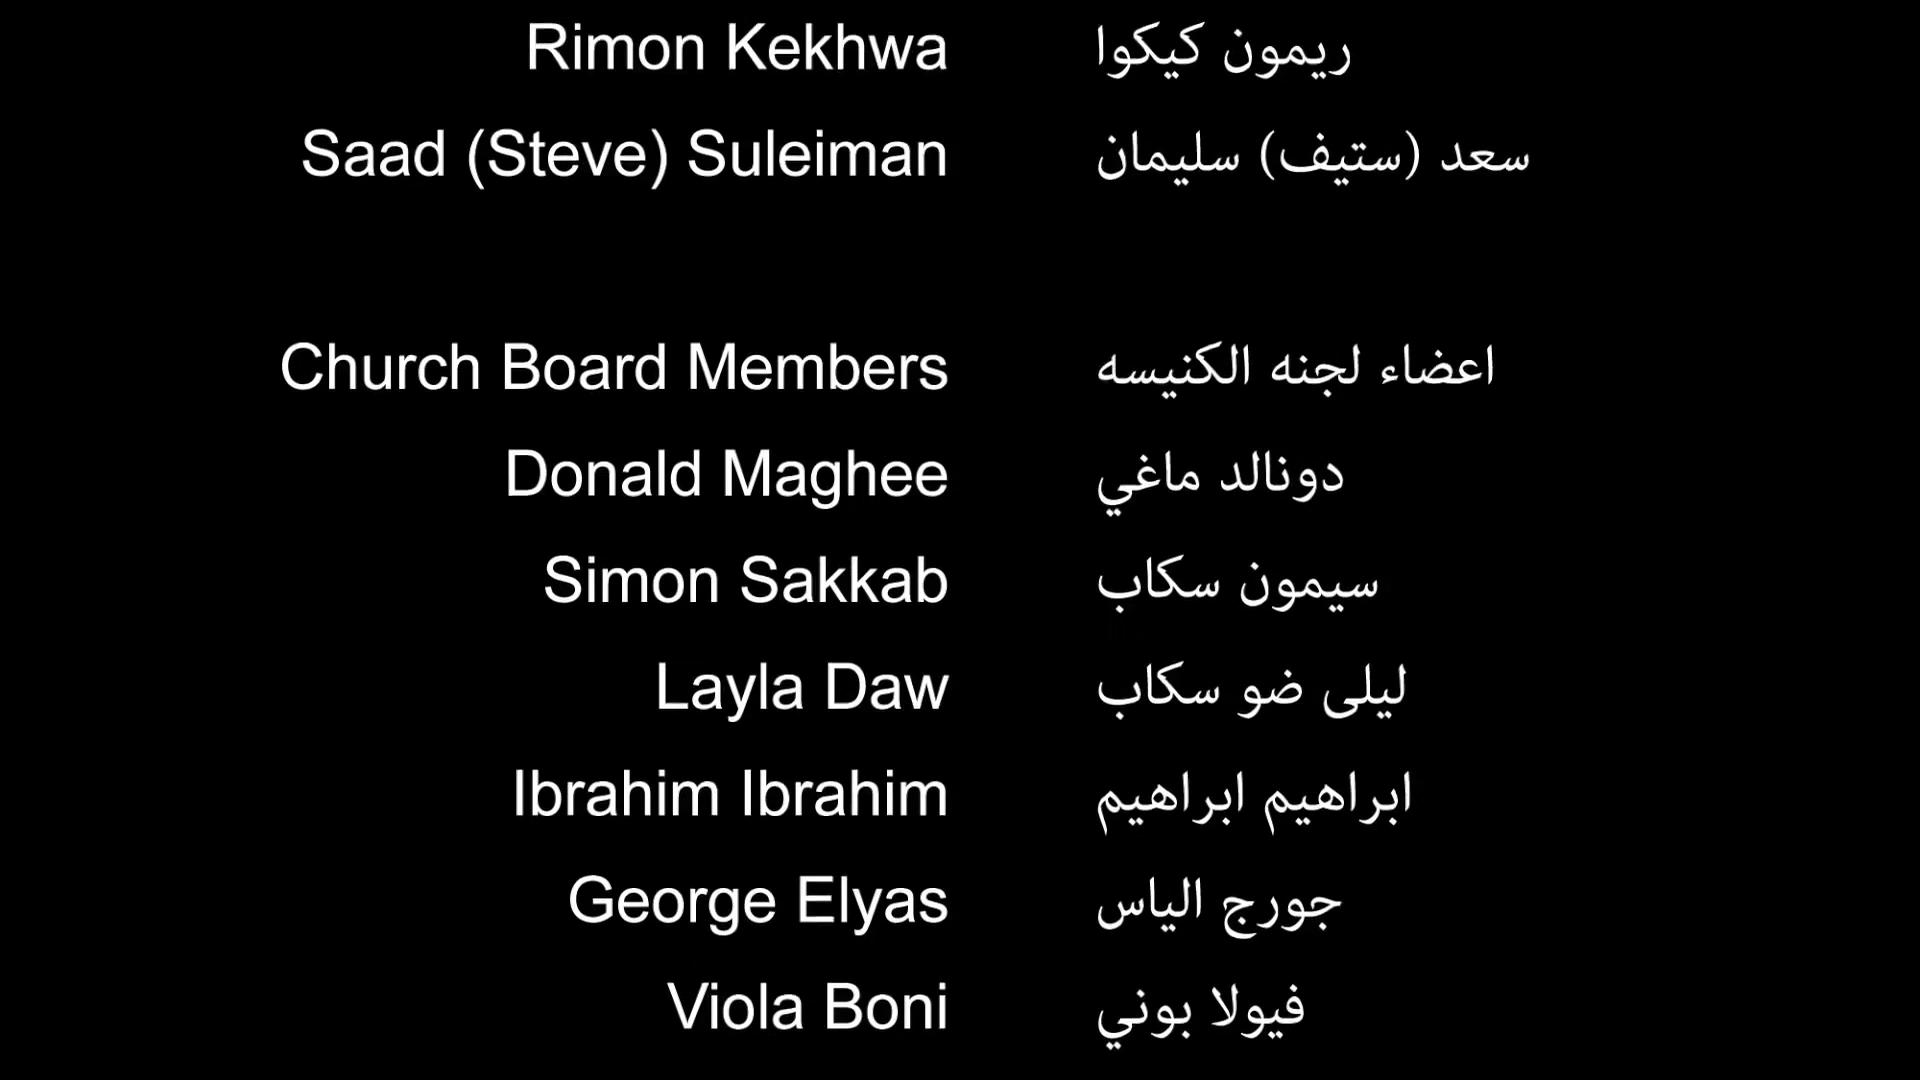 Rimon Kekhwa ريمون كيكوا
Saad (Steve) Suleiman سعد (ستيف) سليمان
Church Board Members اعضاء لجنه الكنيسه
Donald Maghee دونالد ماغي
Simon Sakkab سيمون سكاب
Layla Daw ليلى ضو سكاب
Ibrahim Ibrahim ابراهيم ابراهيم
George Elyas جورج الياس
Viola Boni فيولا بوني